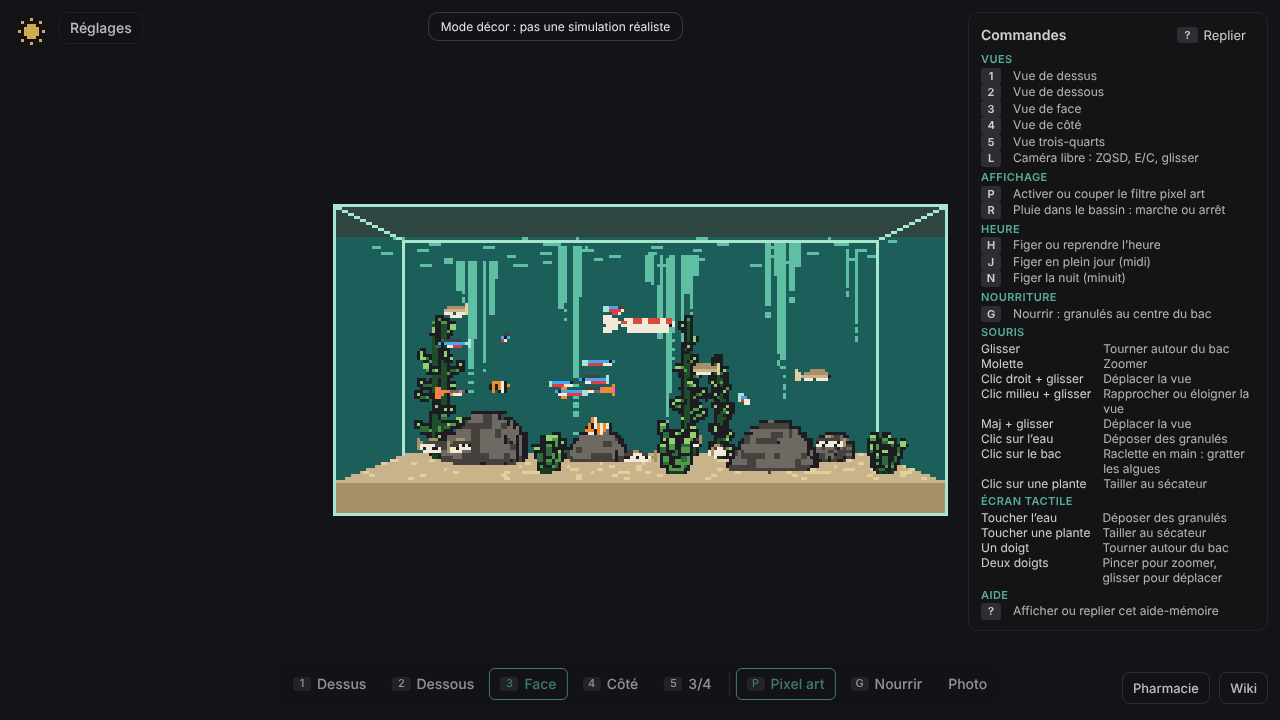 Réglages
Mode décor : pas une simulation réaliste
Commandes
? Replier
VUES
1 Vue de dessus
2 Vue de dessous
3 Vue de face
4 Vue de côté
5 Vue trois-quarts
L Caméra libre : ZQSD, E/C, glisser
AFFICHAGE
P Activer ou couper le filtre pixel art
R Pluie dans le bassin : marche ou arrêt
HEURE
H Figer ou reprendre l’heure
J Figer en plein jour (midi)
N Figer la nuit (minuit)
NOURRITURE
G Nourrir : granulés au centre du bac
SOURIS
Glisser Tourner autour du bac
Molette Zoomer
Clic droit + glisser Déplacer la vue
Clic milieu + glisser Rapprocher ou éloigner la
vue
Maj + glisser Déplacer la vue
Clic sur l’eau Déposer des granulés
Clic sur le bac Raclette en main : gratter
les algues
Clic sur une plante Tailler au sécateur
ÉCRAN TACTILE
Toucher l’eau Déposer des granulés
Toucher une plante Tailler au sécateur
Un doigt Tourner autour du bac
Deux doigts Pincer pour zoomer,
glisser pour déplacer
AIDE
? Afficher ou replier cet aide-mémoire
1 Dessus 2 Dessous 3 Face 4 Côté 5 3/4 P Pixel art G Nourrir Photo
Pharmacie Wiki